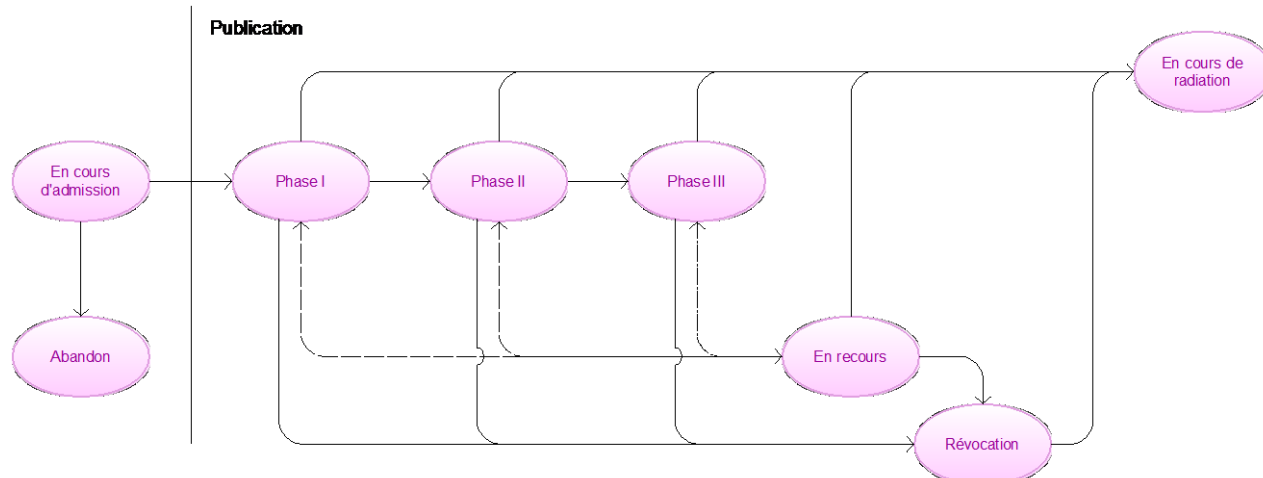 Publication
En cours de
radiation
En cours
d'admission
Phase I
Phase II
Phase III
Abandon
En recours
Révocation